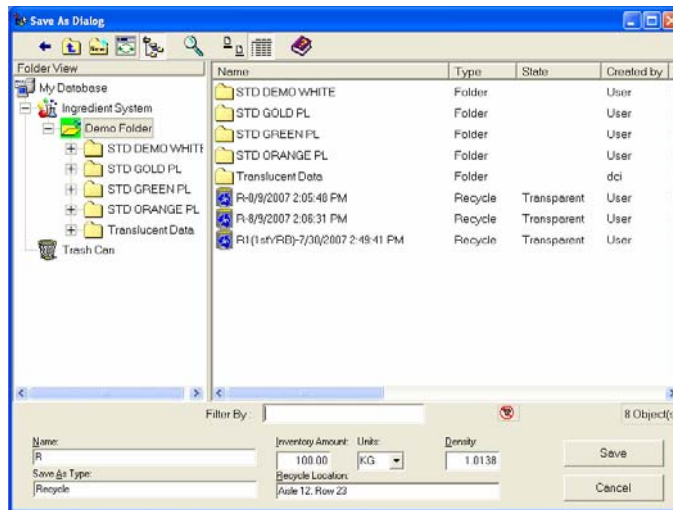 Save As Dialog
Folder View
My Database
Ingredient System
Demo Folder
STD DEMO WHITE
STD GOLD PL
STD GREEN PL
STD ORANGE PL
Translucent Data
Trash Can
Name Type State Created by
STD DEMO WHITE Folder User
STD GOLD PL Folder User
STD GREEN PL Folder User
STD ORANGE PL Folder User
Translucent Data Folder dci
R-8/9/2007 2:05:48 PM Recycle Transparent User
R-8/9/2007 2:06:31 PM Recycle Transparent User
R1(1stYRB)-7/30/2007 2:49:41 PM Recycle Transparent User
Filter By : 8 Object(s
Name: Inventory Amount: Units: Density
R 100.00 KG 1.0138
Save
Save As Type: Recycle Location:
Recycle Aisle 12, Row 23
Cancel